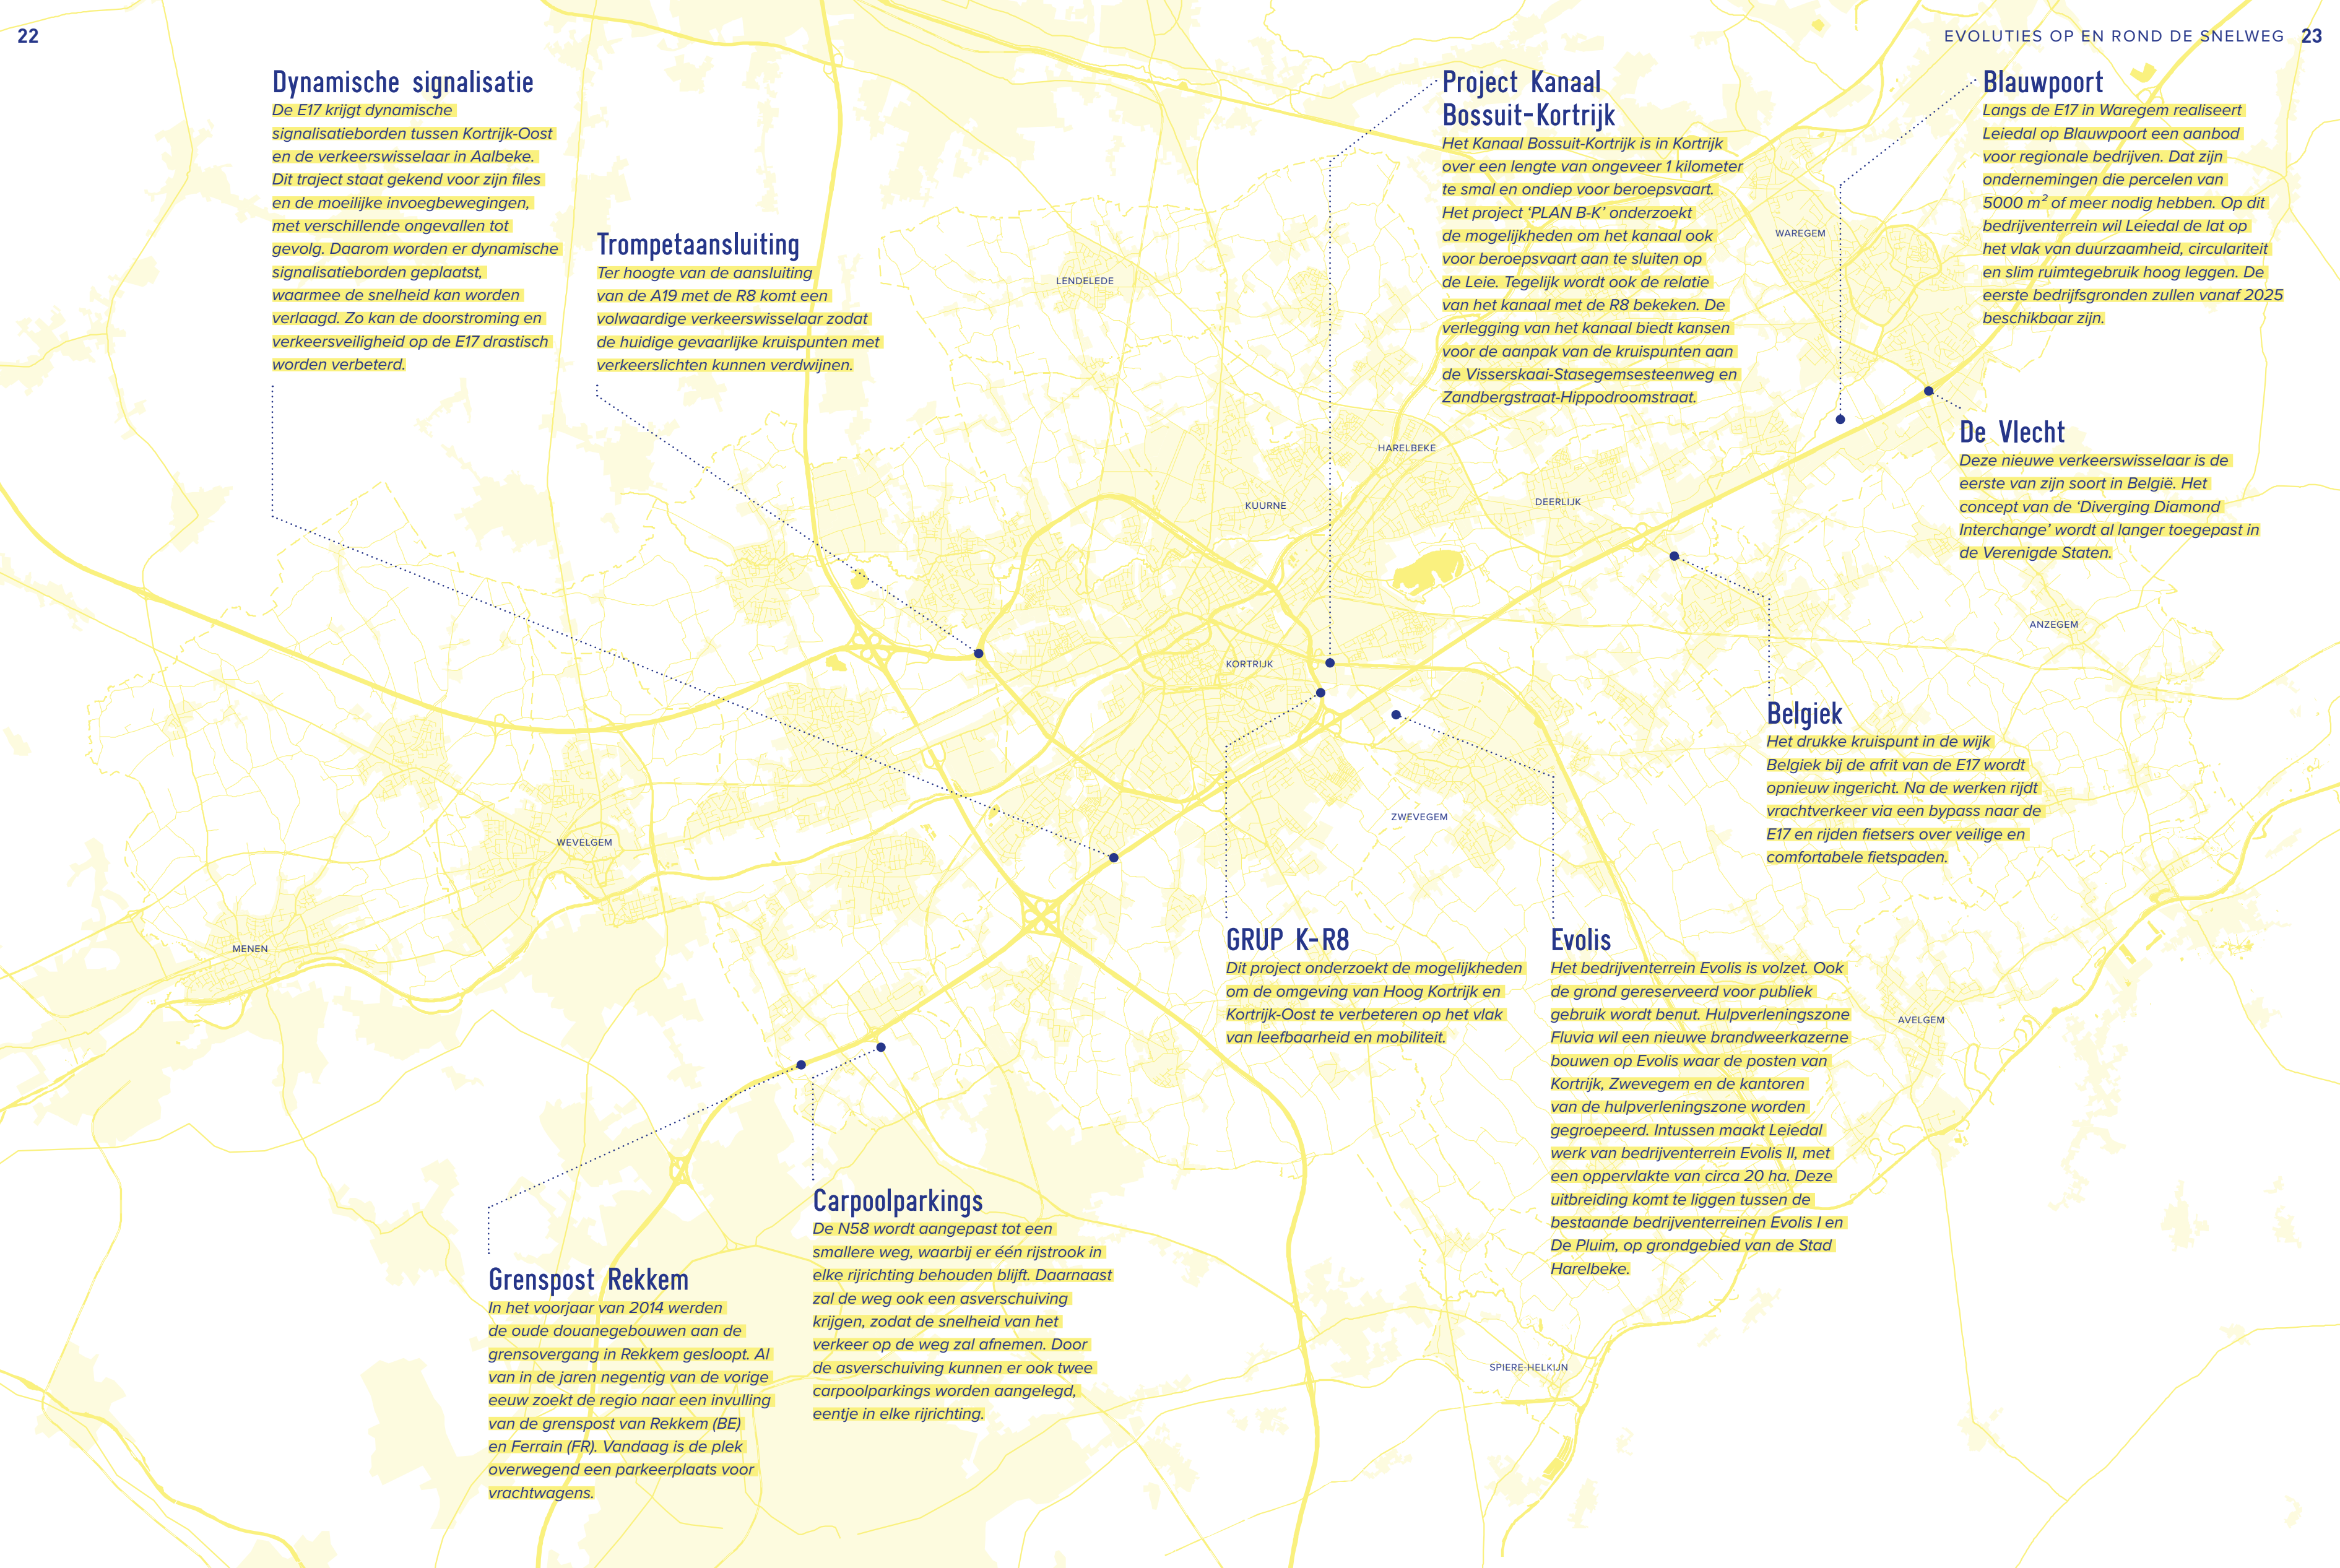 22
EVOLUTIES OP EN ROND DE SNELWEG 23
Dynamische signalisatie
De E17 krijgt dynamische
signalisatieborden tussen Kortrijk-Oost
en de verkeerswisselaar in Aalbeke.
Dit traject staat gekend voor zijn files
en de moeilijke invoegbewegingen,
met verschillende ongevallen tot
gevolg. Daarom worden er dynamische
signalisatieborden geplaatst,
waarmee de snelheid kan worden
verlaagd. Zo kan de doorstroming en
verkeersveiligheid op de E17 drastisch
worden verbeterd.
Trompetaansluiting
Ter hoogte van de aansluiting
van de A19 met de R8 komt een
volwaardige verkeerswisselaar zodat
de huidige gevaarlijke kruispunten met
verkeerslichten kunnen verdwijnen.
Project Kanaal
Bossuit-Kortrijk
Het Kanaal Bossuit-Kortrijk is in Kortrijk
over een lengte van ongeveer 1 kilometer
te smal en ondiep voor beroepsvaart.
Het project ‘PLAN B-K’ onderzoekt
de mogelijkheden om het kanaal ook
voor beroepsvaart aan te sluiten op
de Leie. Tegelijk wordt ook de relatie
van het kanaal met de R8 bekeken. De
verlegging van het kanaal biedt kansen
voor de aanpak van de kruispunten aan
de Visserskaai-Stasegemsesteenweg en
Zandbergstraat-Hippodroomstraat.
Blauwpoort
Langs de E17 in Waregem realiseert
Leiedal op Blauwpoort een aanbod
voor regionale bedrijven. Dat zijn
ondernemingen die percelen van
5000 m² of meer nodig hebben. Op dit
bedrijventerrein wil Leiedal de lat op
het vlak van duurzaamheid, circulariteit
en slim ruimtegebruik hoog leggen. De
eerste bedrijfsgronden zullen vanaf 2025
beschikbaar zijn.
De Vlecht
Deze nieuwe verkeerswisselaar is de
eerste van zijn soort in België. Het
concept van de ‘Diverging Diamond
Interchange’ wordt al langer toegepast in
de Verenigde Staten.
WAREGEM
LENDELEDE
HARELBEKE
DEERLIJK
KUURNE
ANZEGEM
KORTRIJK
ZWEVEGEM
WEVELGEM
MENEN
AVELGEM
SPIERE-HELKIJN
Belgiek
Het drukke kruispunt in de wijk
Belgiek bij de afrit van de E17 wordt
opnieuw ingericht. Na de werken rijdt
vrachtverkeer via een bypass naar de
E17 en rijden fietsers over veilige en
comfortabele fietspaden.
GRUP K-R8
Dit project onderzoekt de mogelijkheden
om de omgeving van Hoog Kortrijk en
Kortrijk-Oost te verbeteren op het vlak
van leefbaarheid en mobiliteit.
Evolis
Het bedrijventerrein Evolis is volzet. Ook
de grond gereserveerd voor publiek
gebruik wordt benut. Hulpverleningszone
Fluvia wil een nieuwe brandweerkazerne
bouwen op Evolis waar de posten van
Kortrijk, Zwevegem en de kantoren
van de hulpverleningszone worden
gegroepeerd. Intussen maakt Leiedal
werk van bedrijventerrein Evolis II, met
een oppervlakte van circa 20 ha. Deze
uitbreiding komt te liggen tussen de
bestaande bedrijventerreinen Evolis I en
De Pluim, op grondgebied van de Stad
Harelbeke.
Carpoolparkings
De N58 wordt aangepast tot een
smallere weg, waarbij er één rijstrook in
elke rijrichting behouden blijft. Daarnaast
zal de weg ook een asverschuiving
krijgen, zodat de snelheid van het
verkeer op de weg zal afnemen. Door
de asverschuiving kunnen er ook twee
carpoolparkings worden aangelegd,
eentje in elke rijrichting.
Grenspost Rekkem
In het voorjaar van 2014 werden
de oude douanegebouwen aan de
grensovergang in Rekkem gesloopt. Al
van in de jaren negentig van de vorige
eeuw zoekt de regio naar een invulling
van de grenspost van Rekkem (BE)
en Ferrain (FR). Vandaag is de plek
overwegend een parkeerplaats voor
vrachtwagens.